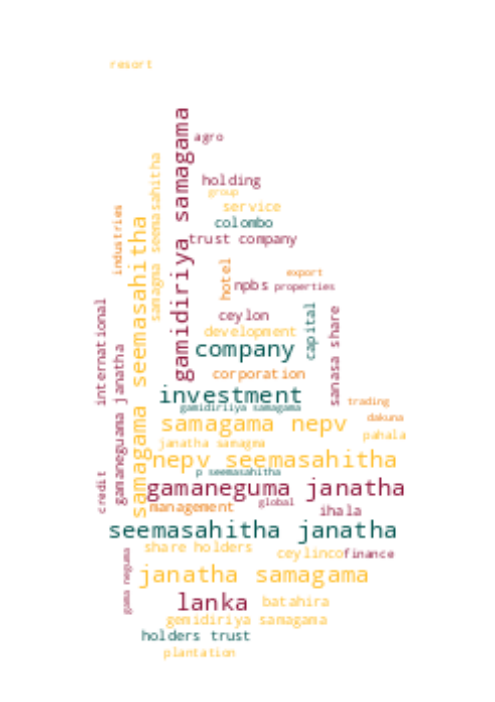 resort
gamidiriya samagama
agro
samagma seemasahitha
holding
group
service
industries
samagama seemasahitha
colombo
trust company
hotel
export
npbs
properties
international
ceylon
capital
sanasa share
development
gamaneguma janatha
company
corporation
investment
trading
gamidiriiya samagama
dakuna
samagama nepv
pahala
janatha samagma
nepv seemasahitha
p seemasahitha
credit
gamaneguma janatha
global
management
ihala
seemasahitha janatha
share holders
ceylinco
finance
gama neguma
janatha samagama
lanka
batahira
gemidiriya samagama
holders trust
plantation